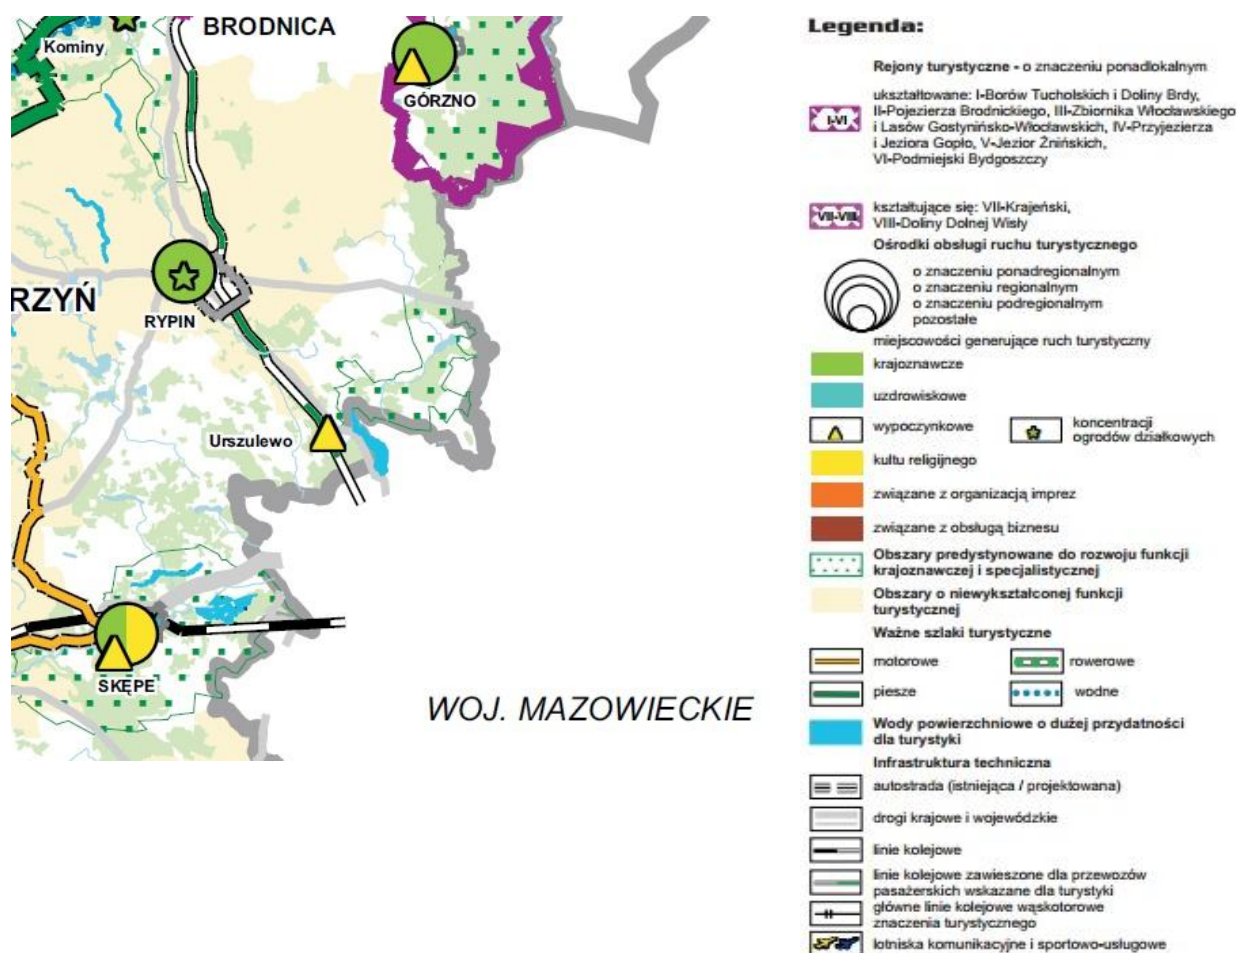 BRODNICA
Kominy
GÓRZNO
RZYŃ
RYPIN
Urszulewo
SKĘPE
WOJ. MAZOWIECKIE
Legenda:
Rejony turystyczne - o znaczeniu ponadlokalnym
I-VI
ukształtowane: I-Borów Tucholskich i Doliny Brdy,
II-Pojezierza Brodnickiego, III-Zbiornika Włocławskiego
i Lasów Gostynińsko-Włocławskich, IV-Przyjezierza
i Jeziora Gopło, V-Jezior Żnińskich,
VI-Podmiejski Bydgoszczy
VII-VIII
kształtujące się: VII-Krajeński,
VIII-Doliny Dolnej Wisły
Ośrodki obsługi ruchu turystycznego
o znaczeniu ponadregionalnym
o znaczeniu regionalnym
o znaczeniu podregionalnym
pozostałe
miejscowości generujące ruch turystyczny
krajoznawcze
uzdrowiskowe
wypoczynkowe
koncentracji
ogrodów działkowych
kultu religijnego
związane z organizacją imprez
związane z obsługą biznesu
Obszary predystynowane do rozwoju funkcji
krajoznawczej i specjalistycznej
Obszary o niewykształconej funkcji
turystycznej
Ważne szlaki turystyczne
motorowe
rowerowe
piesze
wodne
Wody powierzchniowe o dużej przydatności
dla turystyki
Infrastruktura techniczna
autostrada (istniejąca / projektowana)
drogi krajowe i wojewódzkie
linie kolejowe
linie kolejowe zawieszone dla przewozów
pasażerskich wskazane dla turystyki
główne linie kolejowe wąskotorowe
znaczenia turystycznego
lotniska komunikacyjne i sportowo-usługowe